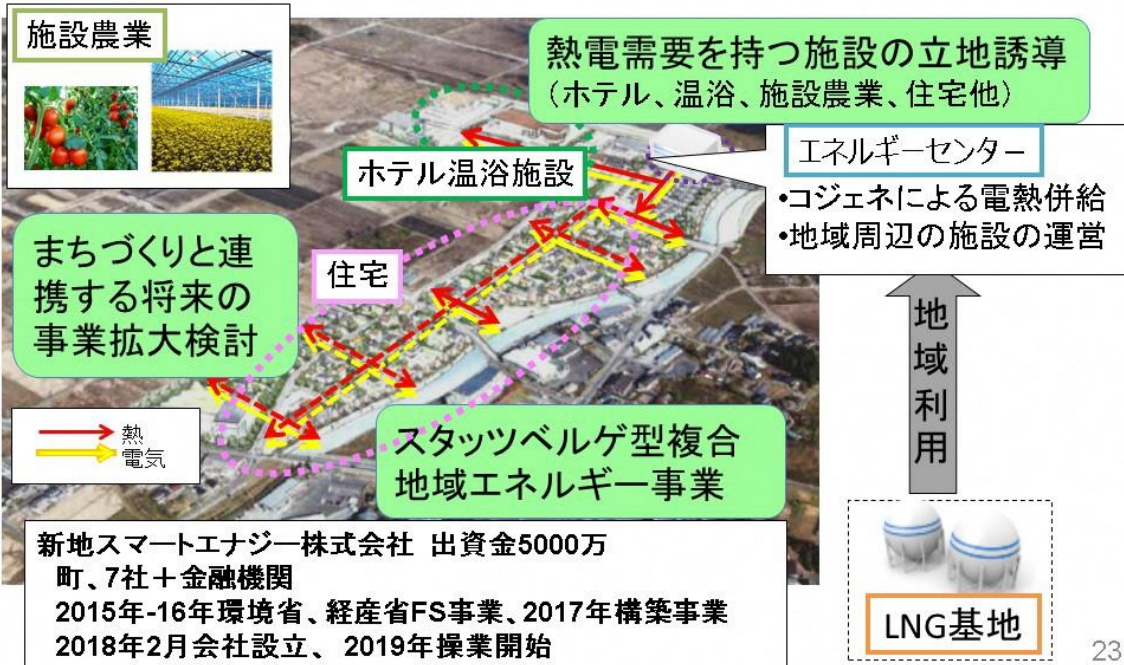 施設農業
熱電需要を持つ施設の立地誘導
（ホテル、温浴、施設農業、住宅他）
エネルギーセンター
•コジェネによる電熱併給
•地域周辺の施設の運営
ホテル温浴施設
まちづくりと連
携する将来の
事業拡大検討
住宅
熱
電気
スタッツベルゲ型複合
地域エネルギー事業
地域利用
LNG基地
新地スマートエナジー株式会社 出資金5000万
町、7社＋金融機関
2015年-16年環境省、経産省FS事業、2017年構築事業
2018年2月会社設立、 2019年操業開始
23